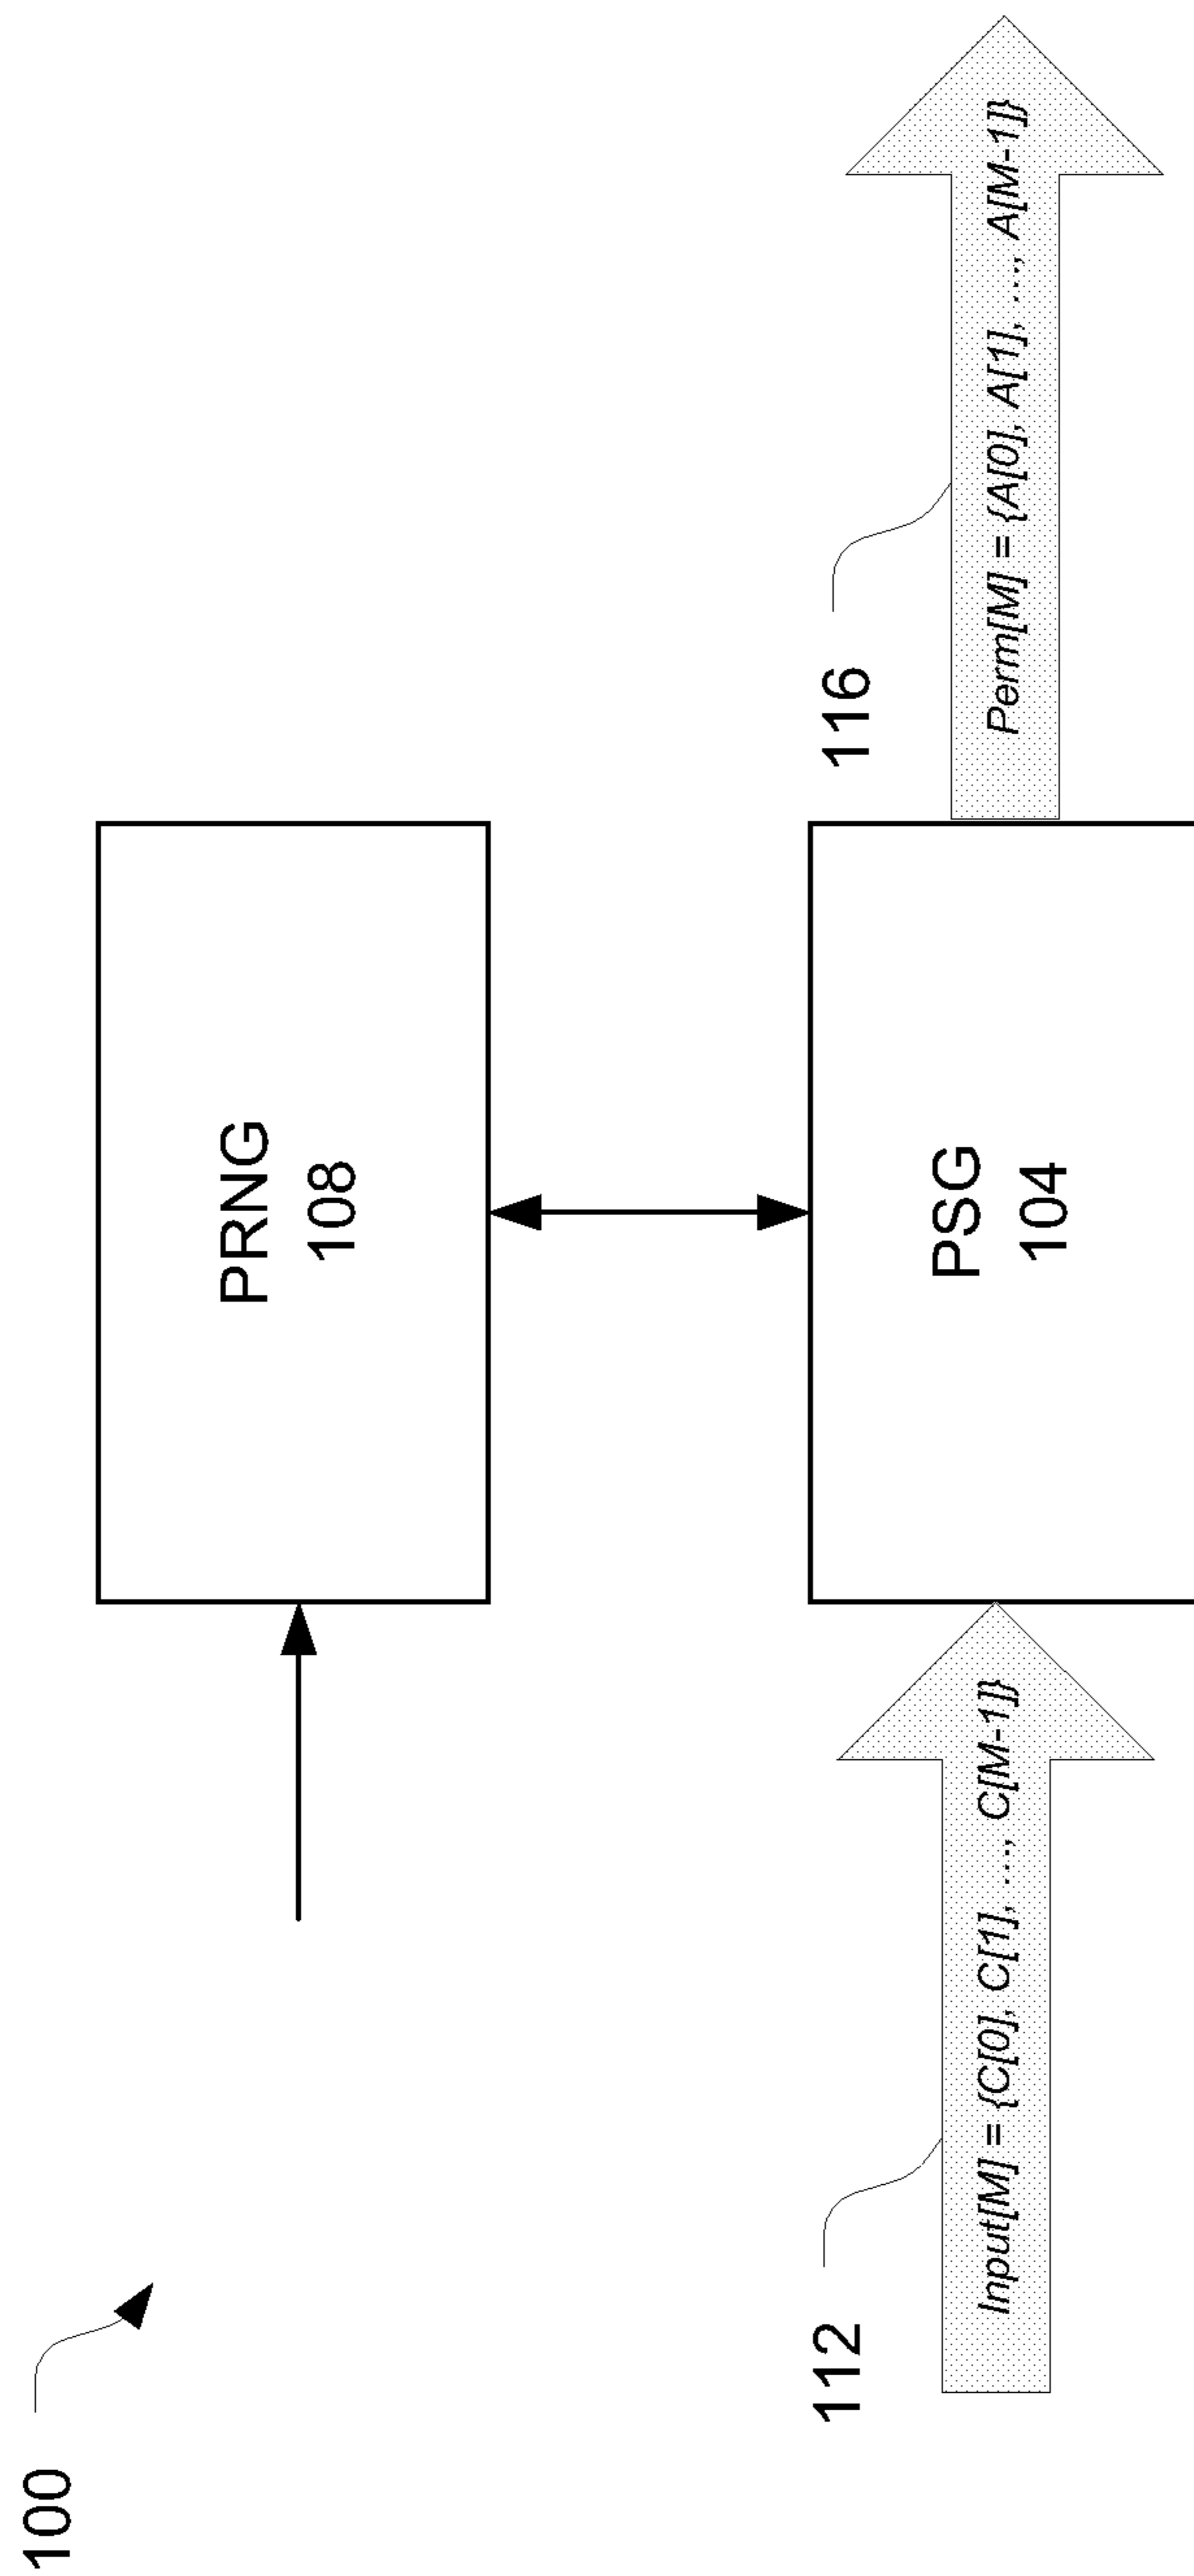 100
PRNG
108
112
Input[M] = {C[0], C[1], ..., C[M-1]}
PSG
104
116
Perm[M] = {A[0], A[1], ..., A[M-1]}